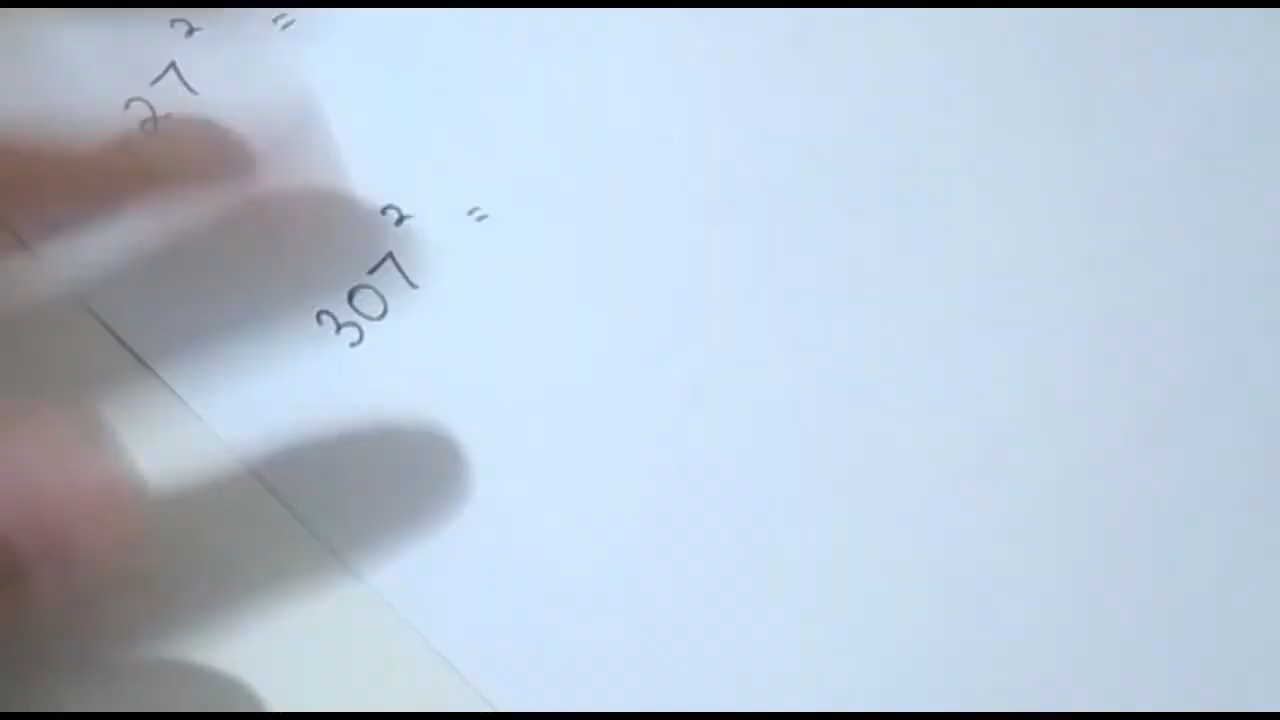 27² =
307² =